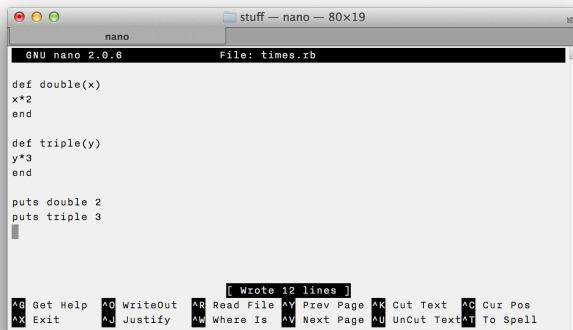 stuff — nano — 80×19
nano
GNU nano 2.0.6 File: times.rb
def double(x)
x*2
end
def triple(y)
y*3
end
puts double 2
puts triple 3
[ Wrote 12 lines ]
^G Get Help ^O WriteOut ^R Read File ^Y Prev Page ^K Cut Text ^C Cur Pos
^X Exit ^J Justify ^W Where Is ^V Next Page ^U UnCut Text^T To Spell